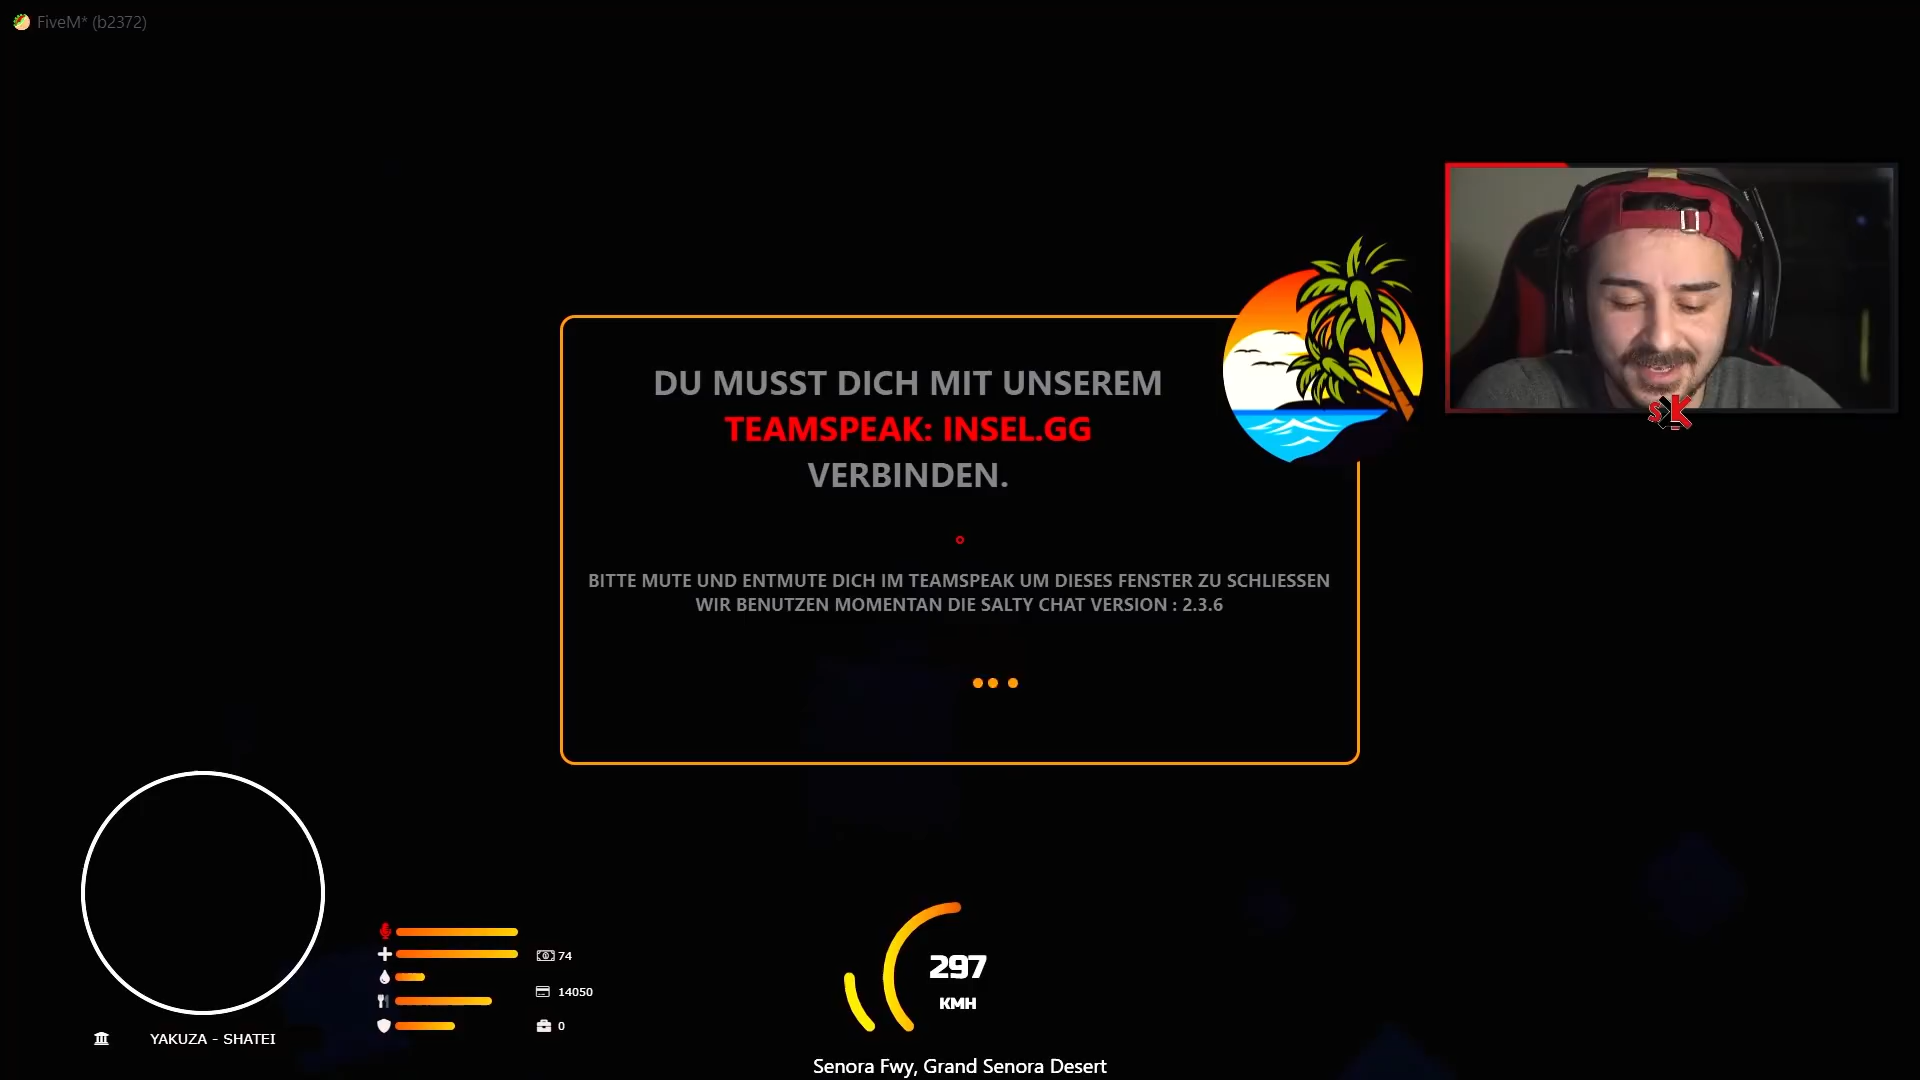 FiveM* (b2372)
DU MUSST DICH MIT UNSEREM
TEAMSPEAK: INSEL.GG
VERBINDEN.
BITTE MUTE UND ENTMUTE DICH IM TEAMSPEAK UM DIESES FENSTER ZU SCHLIESSEN
WIR BENUTZEN MOMENTAN DIE SALTY CHAT VERSION : 2.3.6
74
14050
0
YAKUZA - SHATEI
297
KMH
Senora Fwy, Grand Senora Desert